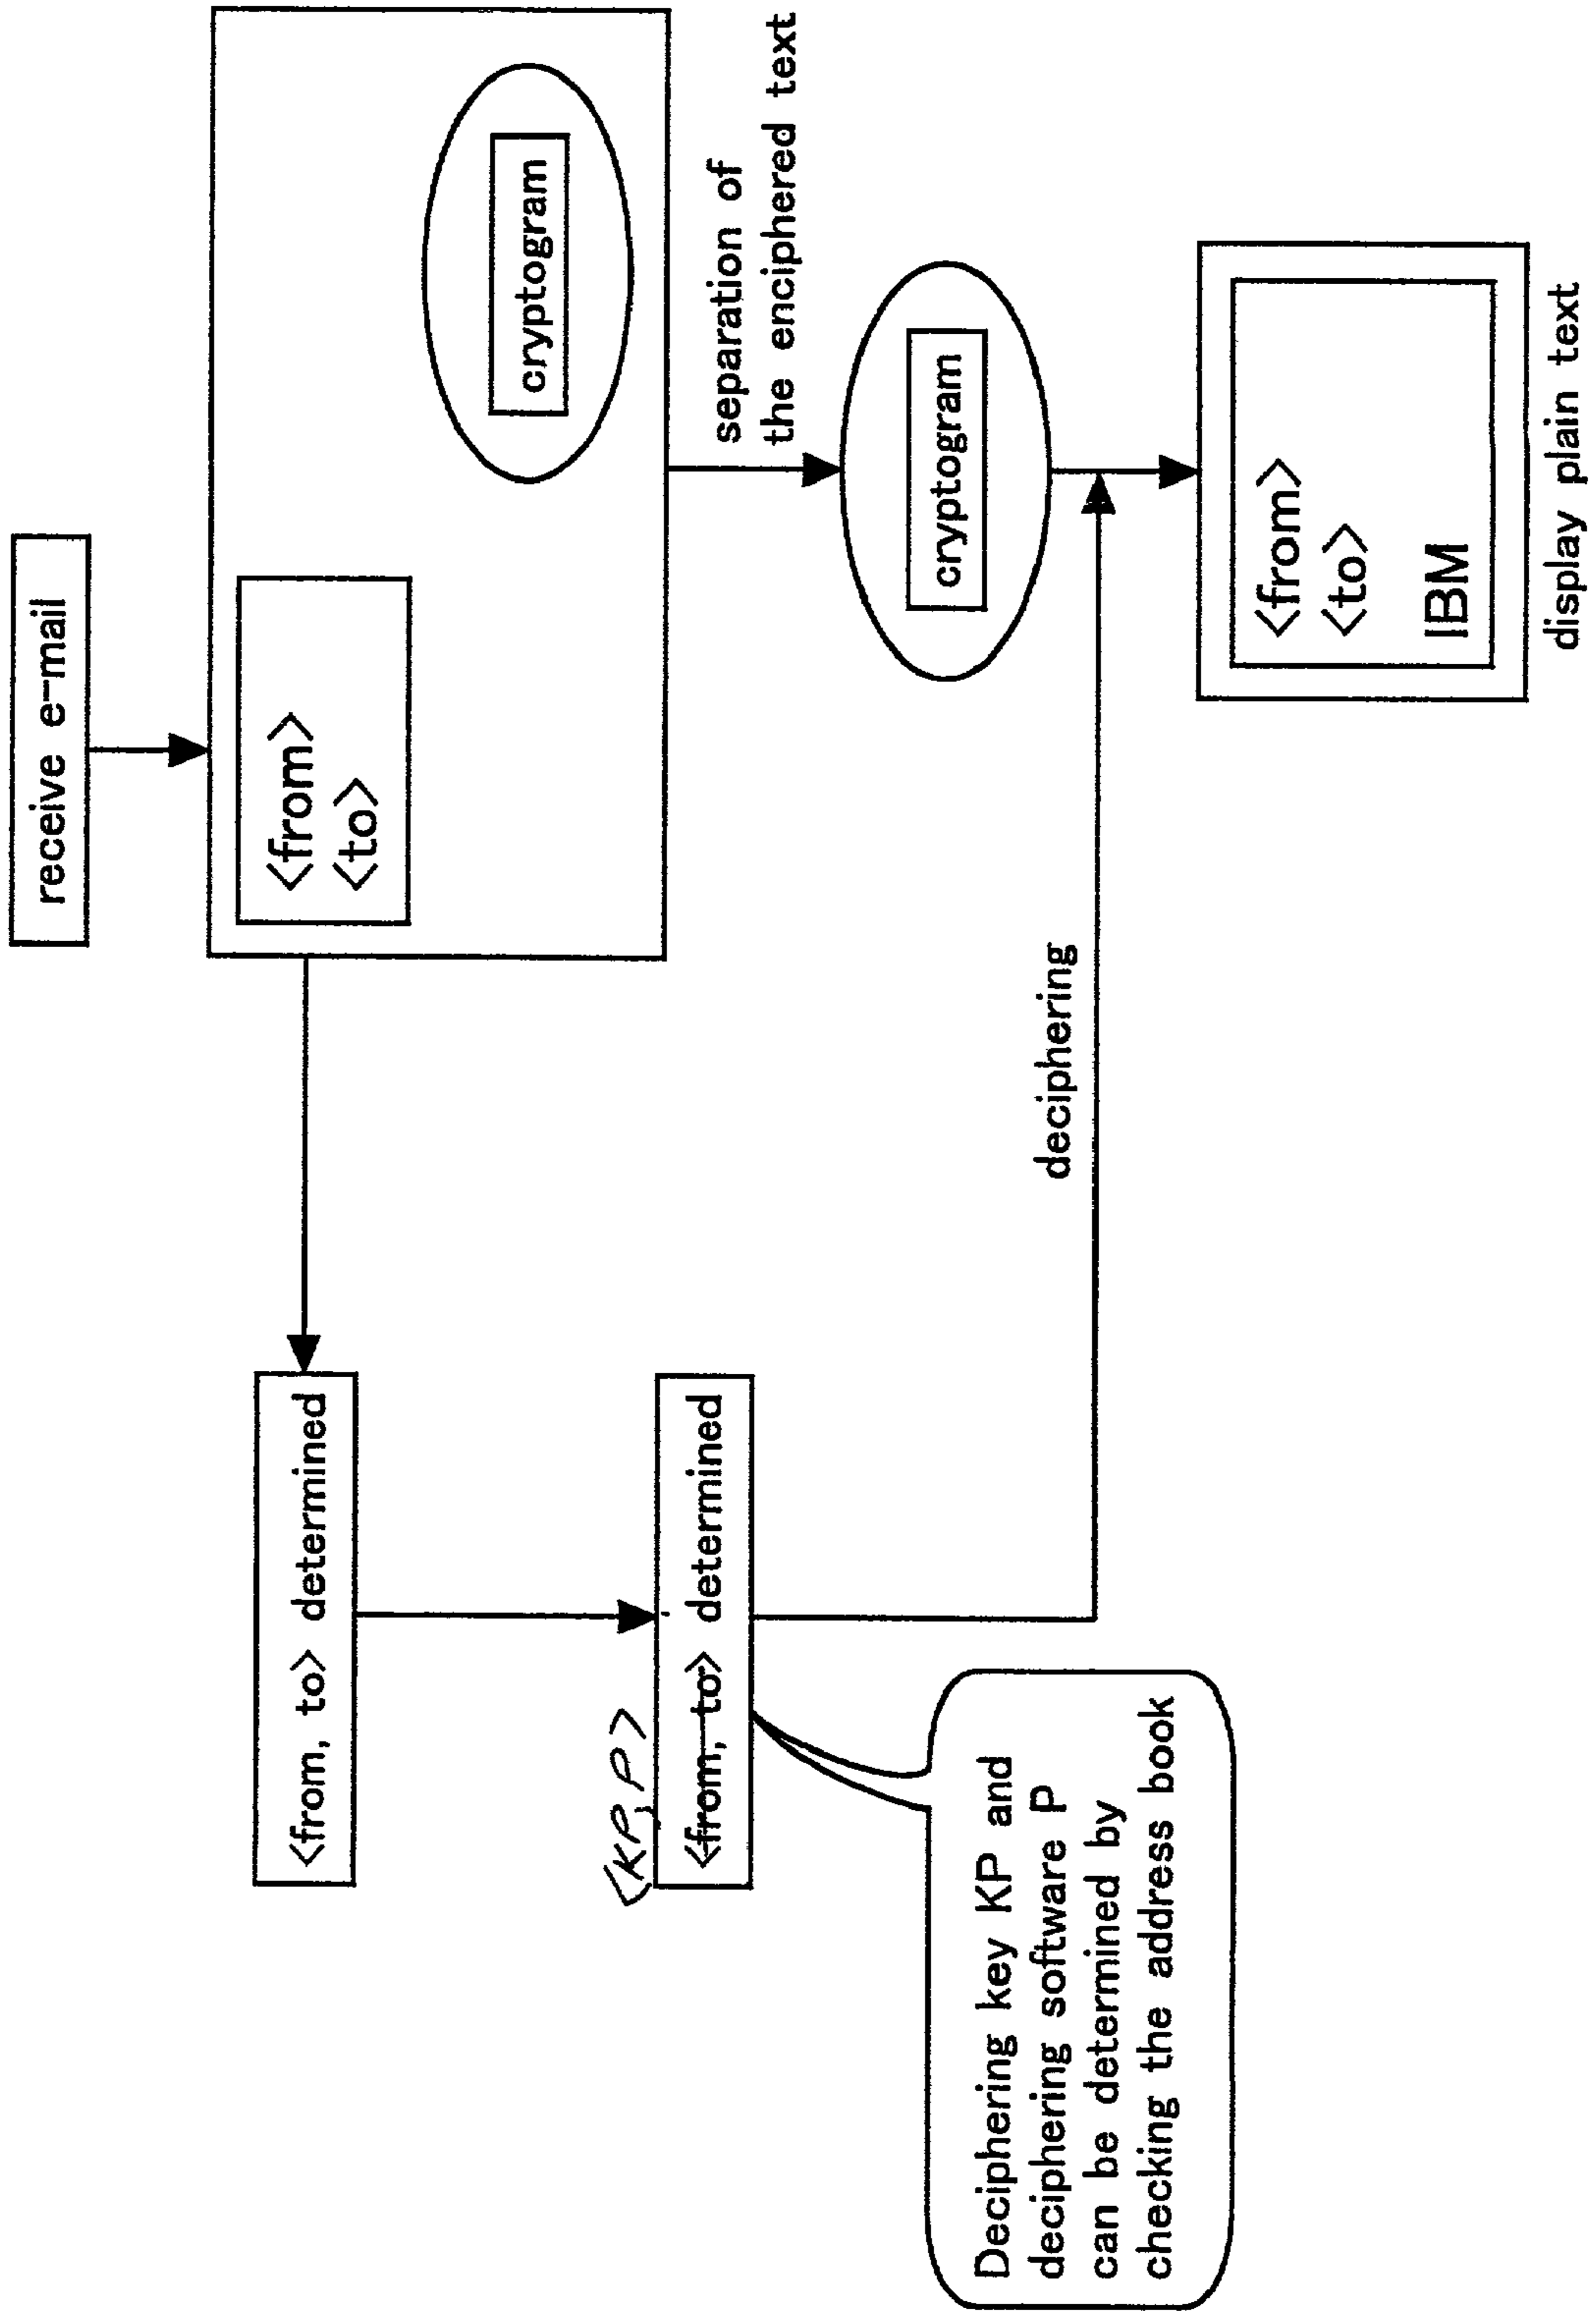 receive e-mail
<from>
<to>
cryptogram
<from, to> determined
separation of
the enciphered text
<KP, P>
<from, to> determined
cryptogram
Deciphering key KP and
deciphering software P
can be determined by
checking the address book
deciphering
<from>
<to>
IBM
display plain text